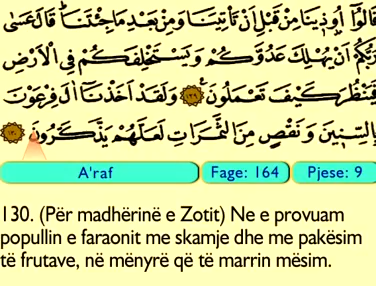 قَالُوٓا۟ أُوذِينَا مِن قَبْلِ أَن تَأْتِيَنَا وَمِنۢ بَعْدِ مَا جِئْتَنَا ۚ قَالَ عَسَىٰ
رَبُّكُمْ أَن يُهْلِكَ عَدُوَّكُمْ وَيَسْتَخْلِفَكُمْ فِى ٱلْأَرْضِ
فَيَنظُرَ كَيْفَ تَعْمَلُونَ ﴿١٢٩﴾ وَلَقَدْ أَخَذْنَآ ءَالَ فِرْعَوْنَ
بِٱلسِّنِينَ وَنَقْصٍ مِّنَ ٱلثَّمَرَٰتِ لَعَلَّهُمْ يَذَّكَّرُونَ ﴿١٣٠﴾
A'raf Fage: 164 Pjese: 9
130. (Për madhërinë e Zotit) Ne e provuam
popullin e faraonit me skamje dhe me pakësim
të frutave, në mënyrë që të marrin mësim.